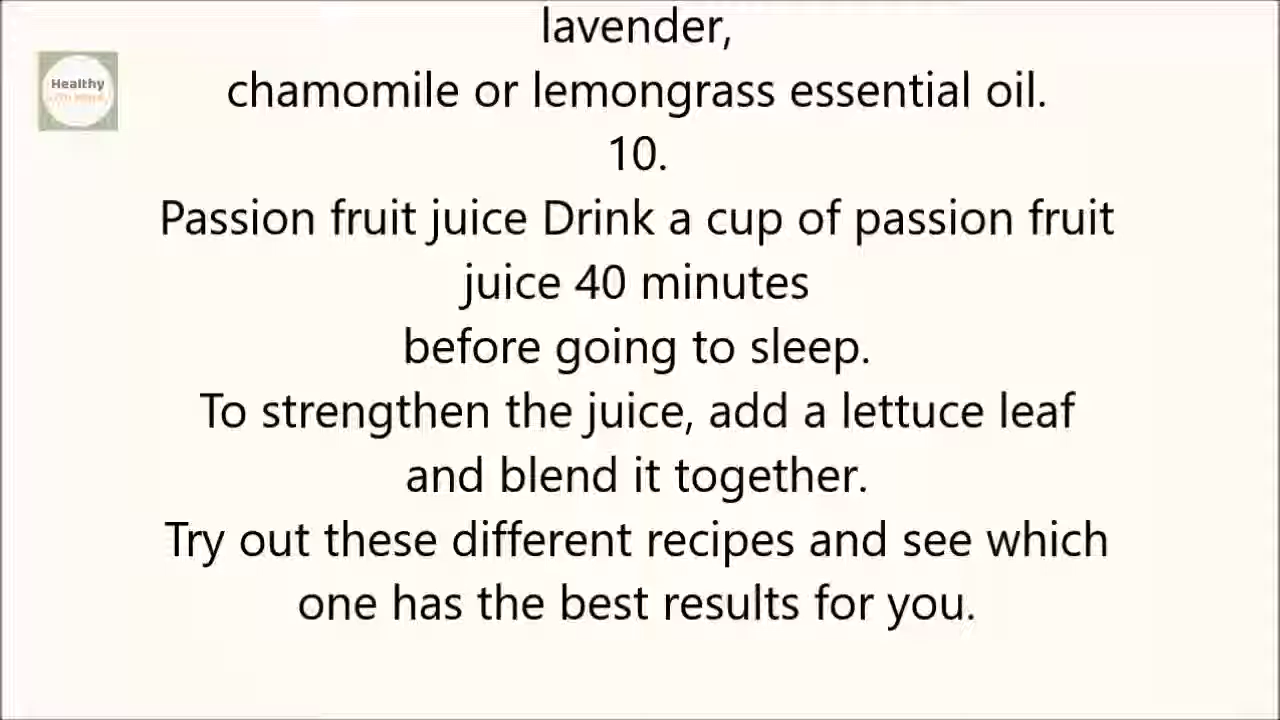 lavender,
Healthy
chamomile or lemongrass essential oil.
10.
Passion fruit juice Drink a cup of passion fruit
juice 40 minutes
before going to sleep.
To strengthen the juice, add a lettuce leaf
and blend it together.
Try out these different recipes and see which
one has the best results for you.